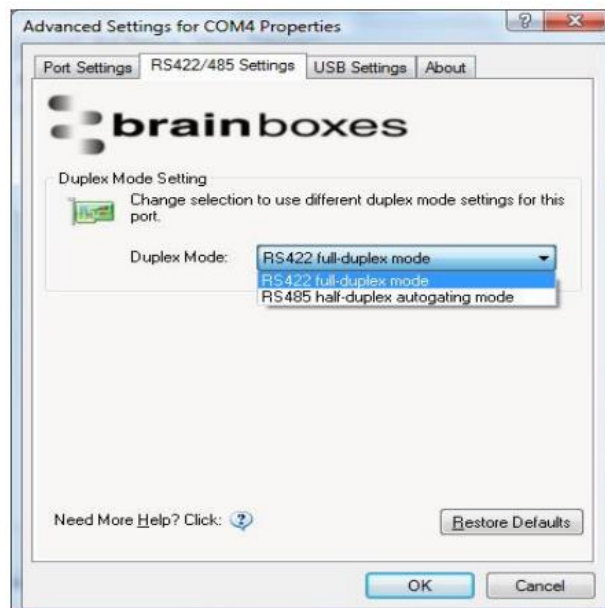 Advanced Settings for COM4 Properties
Port Settings RS422/485 Settings USB Settings About
brainboxes
Duplex Mode Setting
Change selection to use different duplex mode settings for this
port.
Duplex Mode: RS422 full-duplex mode
RS422 full-duplex mode
RS485 half-duplex autogating mode
Need More Help? Click: Restore Defaults
OK Cancel